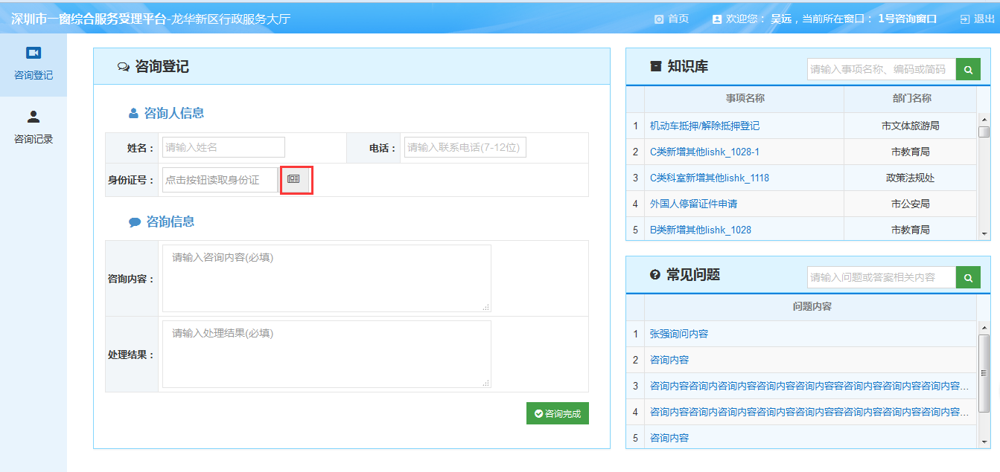 深圳市一窗综合服务受理平台-龙华新区行政服务大厅
首页
欢迎您： 吴远，当前所在窗口： 1号咨询窗口
退出
咨询登记
咨询记录
咨询登记
咨询人信息
姓名： 请输入姓名
电话： 请输入联系电话(7-12位)
身份证号： 点击按钮读取身份证
咨询信息
咨询内容： 请输入咨询内容(必填)
处理结果： 请输入处理结果(必填)
咨询完成
知识库
请输入事项名称、编码或简码
事项名称 部门名称
1 机动车抵押/解除抵押登记 市文体旅游局
2 C类新增其他lishk_1028-1 市教育局
3 C类科室新增其他lishk_1118 政策法规处
4 外国人停留证件申请 市公安局
5 B类新增其他lishk_1028 市教育局
常见问题
请输入问题或答案相关内容
问题内容
1 张强询问内容
2 咨询内容
3 咨询内容咨询内咨询内容咨询内容咨询内容容咨询内容咨询内容咨询内容...
4 咨询内容咨询内咨询内容咨询内容咨询内容容咨询内容咨询内容咨询内容...
5 咨询内容